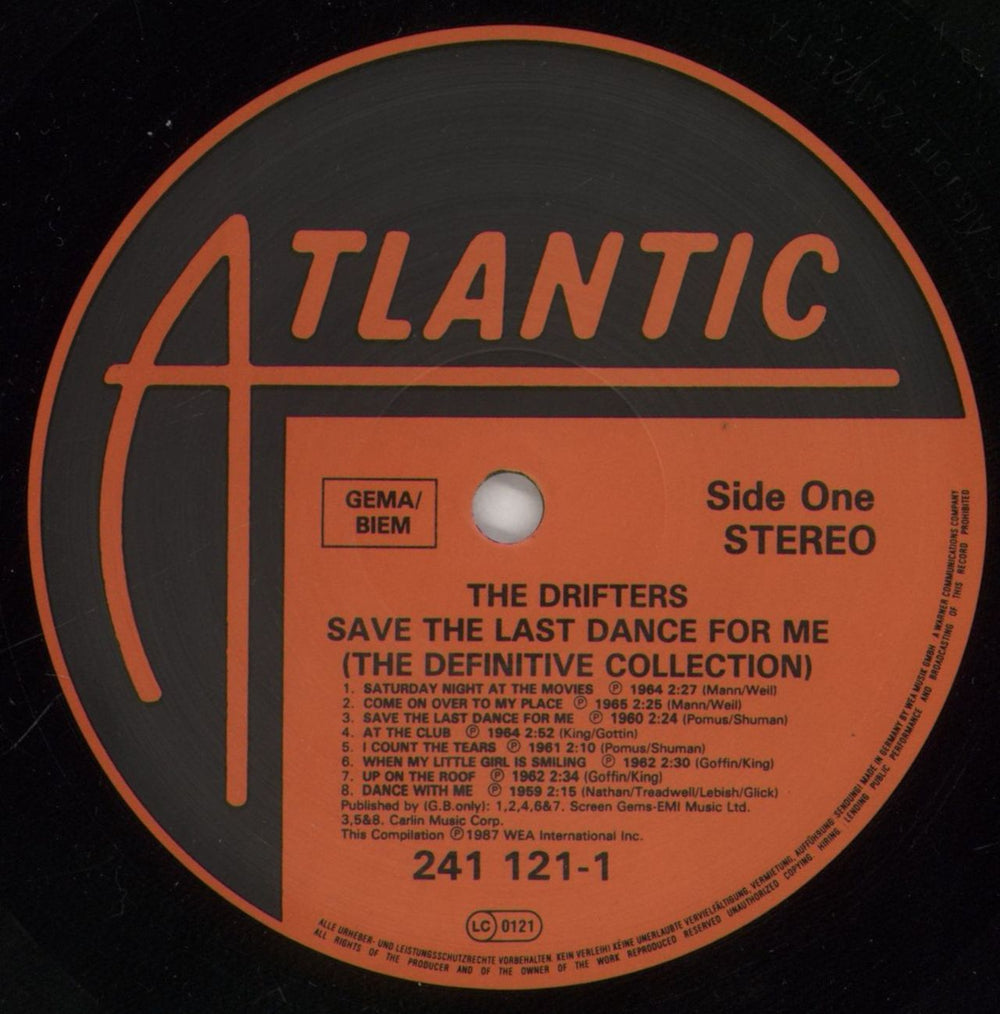 ATLANTIC
GEMA/
BIEM
Side One
STEREO
THE DRIFTERS
SAVE THE LAST DANCE FOR ME
(THE DEFINITIVE COLLECTION)
1. SATURDAY NIGHT AT THE MOVIES Ⓟ 1964 2:27 (Mann/Weil)
2. COME ON OVER TO MY PLACE Ⓟ 1965 2:25 (Mann/Weil)
3. SAVE THE LAST DANCE FOR ME Ⓟ 1960 2:24 (Pomus/Shuman)
4. AT THE CLUB Ⓟ 1964 2:52 (King/Gottin)
5. I COUNT THE TEARS Ⓟ 1961 2:10 (Pomus/Shuman)
6. WHEN MY LITTLE GIRL IS SMILING Ⓟ 1962 2:30 (Goffin/King)
7. UP ON THE ROOF Ⓟ 1962 2:34 (Goffin/King)
8. DANCE WITH ME Ⓟ 1959 2:15 (Nathan/Treadwell/Lebish/Glick)
Published by (G.B.only): 1,2,4,6&7. Screen Gems-EMI Music Ltd.
3,5&8. Carlin Music Corp.
This Compilation Ⓟ 1987 WEA International Inc.
241 121-1
LC 0121
ALLE URHEBER- UND LEISTUNGSSCHUTZRECHTE VORBEHALTEN. KEIN VERLEIH! KEINE UNERLAUBTE VERVIELFÄLTIGUNG, VERMIETUNG, AUFFÜHRUNG, SENDUNG! MADE IN GERMANY BY WEA MUSIK GMBH · A WARNER COMMUNICATIONS COMPANY
ALL RIGHTS OF THE PRODUCER AND OF THE OWNER OF THE WORK REPRODUCED RESERVED UNAUTHORIZED COPYING HIRING LENDING PUBLIC PERFORMANCE AND BROADCASTING OF THIS RECORD PROHIBITED